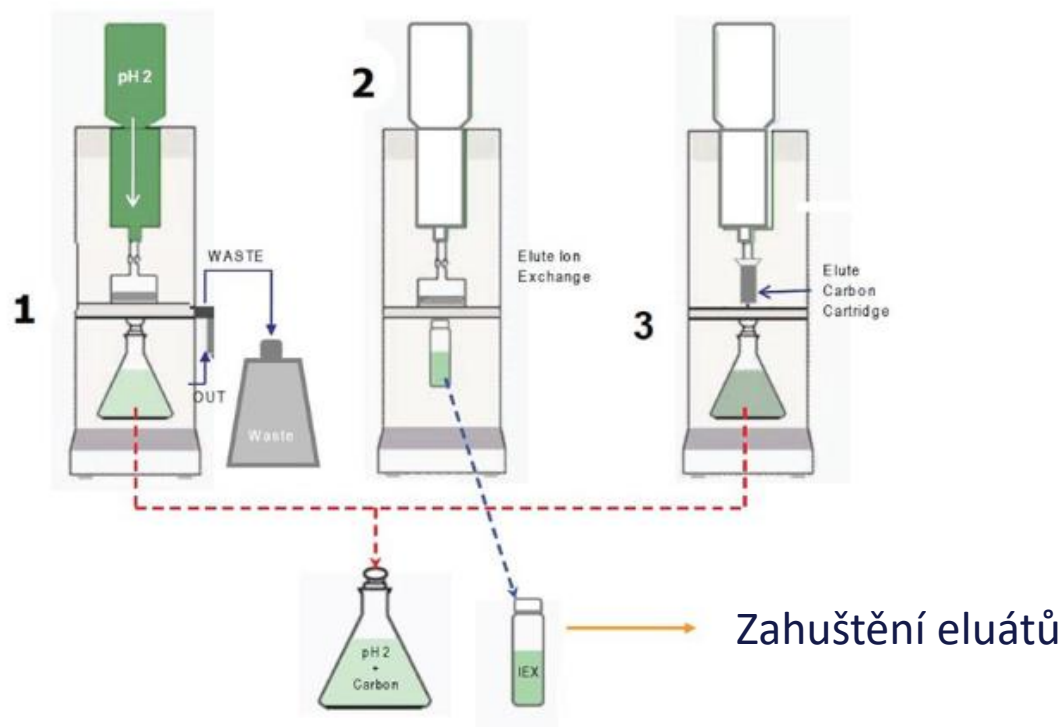 pH 2
2
WASTE
Elute Ion
Exchange
Elute
Carbon
Cartridge
1
3
OUT
Waste
pH 2
+
Carbon
IEX
Zahuštění eluátů